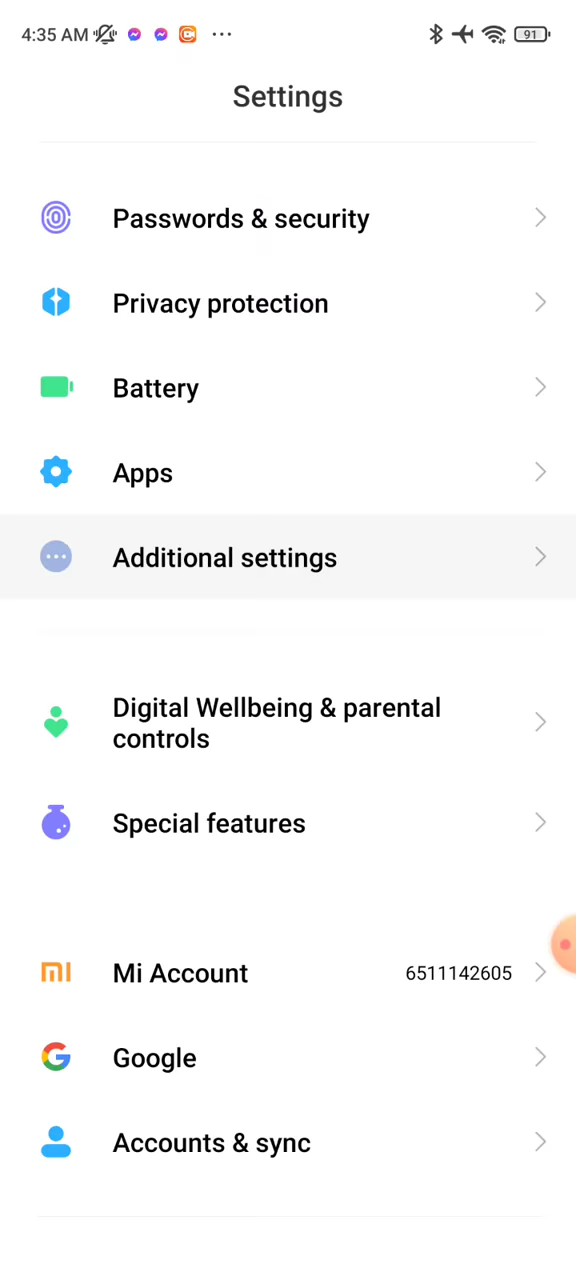 4:35 AM
91
Settings
Passwords & security
Privacy protection
Battery
Apps
Additional settings
Digital Wellbeing & parental
controls
Special features
Mi Account 6511142605
Google
Accounts & sync